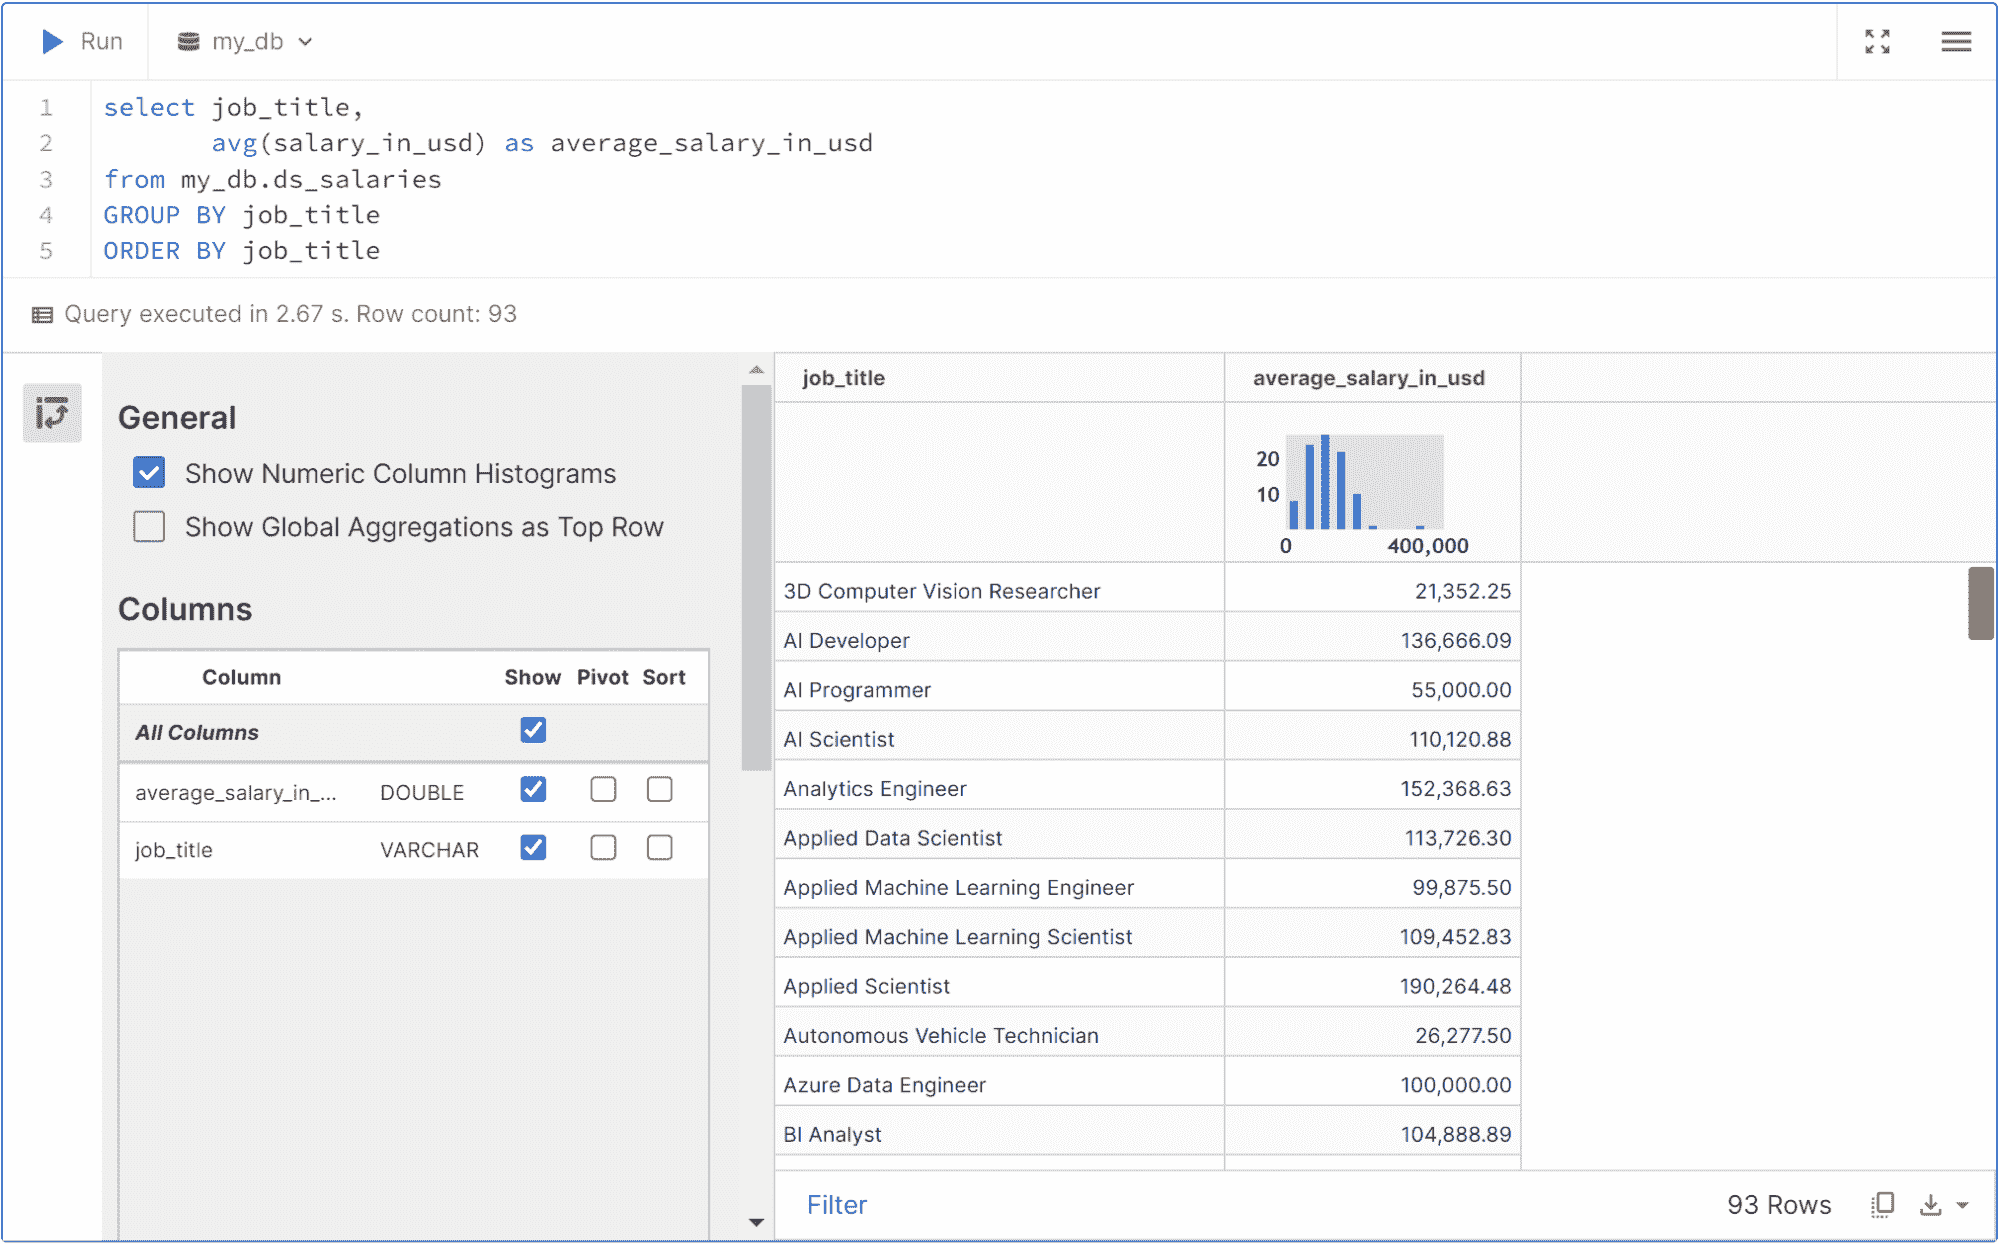 Run my_db
1 select job_title,
2 avg(salary_in_usd) as average_salary_in_usd
3 from my_db.ds_salaries
4 GROUP BY job_title
5 ORDER BY job_title
Query executed in 2.67 s. Row count: 93
General
Show Numeric Column Histograms
Show Global Aggregations as Top Row
Columns
Column Show Pivot Sort
All Columns
average_salary_in_... DOUBLE
job_title VARCHAR
job_title average_salary_in_usd
20
10
0 400,000
3D Computer Vision Researcher 21,352.25
AI Developer 136,666.09
AI Programmer 55,000.00
AI Scientist 110,120.88
Analytics Engineer 152,368.63
Applied Data Scientist 113,726.30
Applied Machine Learning Engineer 99,875.50
Applied Machine Learning Scientist 109,452.83
Applied Scientist 190,264.48
Autonomous Vehicle Technician 26,277.50
Azure Data Engineer 100,000.00
BI Analyst 104,888.89
Filter 93 Rows